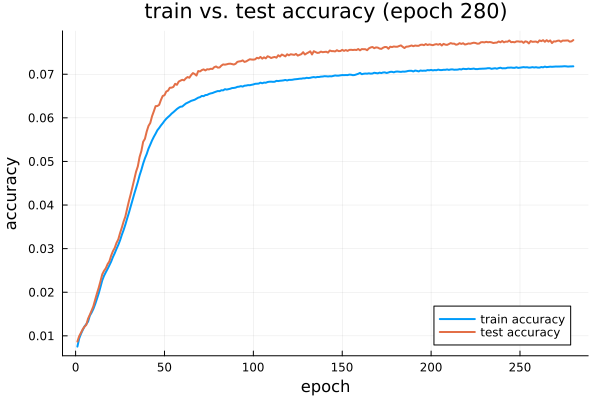 train vs. test accuracy (epoch 280)
accuracy
0.07
0.06
0.05
0.04
0.03
0.02
0.01
train accuracy
test accuracy
0 50 100 150 200 250
epoch